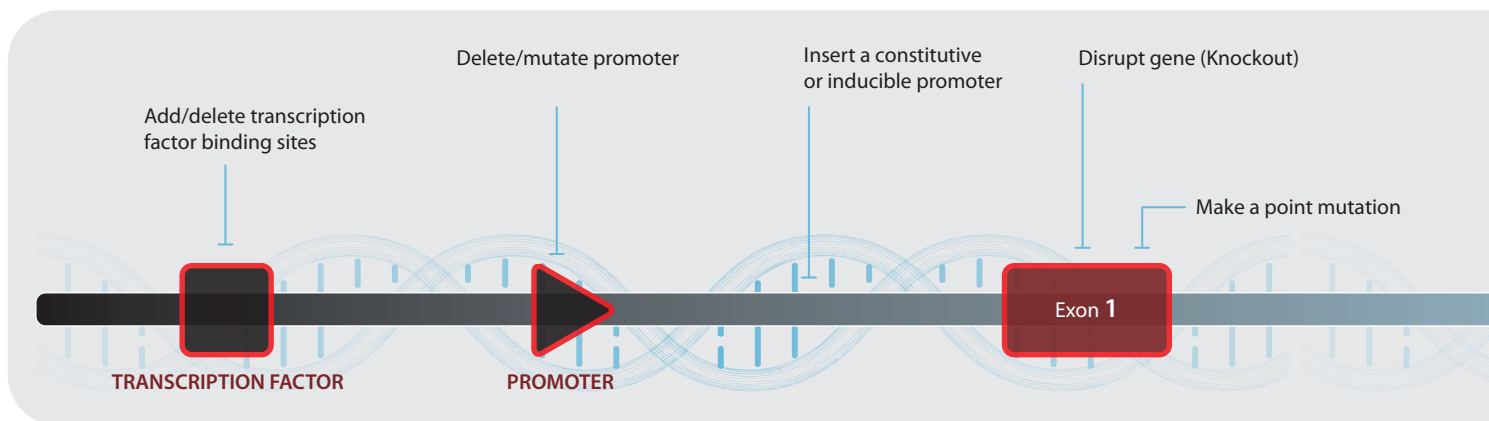 Delete/mutate promoter
Insert a constitutive
or inducible promoter
Disrupt gene (Knockout)
Add/delete transcription
factor binding sites
Make a point mutation
Exon 1
TRANSCRIPTION FACTOR
PROMOTER